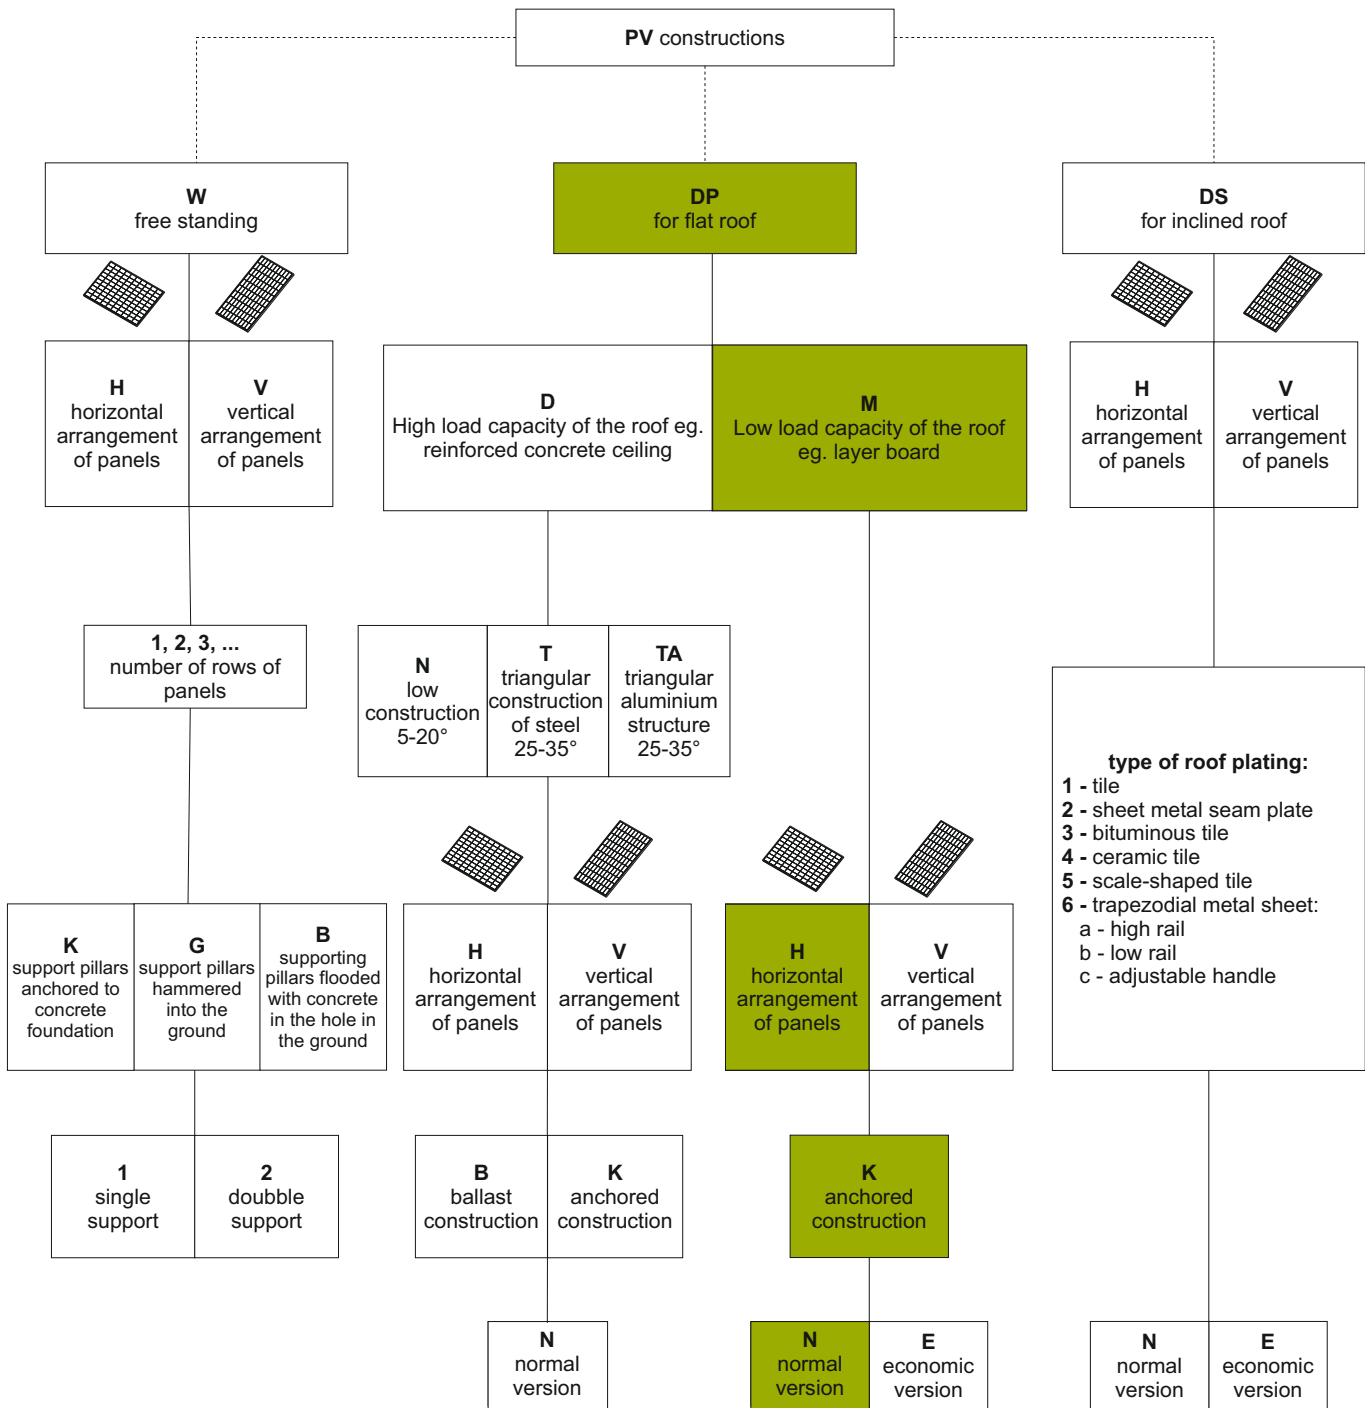 PV constructions
W
free standing
DP
for flat roof
DS
for inclined roof
H
horizontal
arrangement
of panels
V
vertical
arrangement
of panels
D
High load capacity of the roof eg.
reinforced concrete ceiling
M
Low load capacity of the roof
eg. layer board
H
horizontal
arrangement
of panels
V
vertical
arrangement
of panels
1, 2, 3, ...
number of rows of
panels
N
low
construction
5-20°
T
triangular
construction
of steel
25-35°
TA
triangular
aluminium
structure
25-35°
type of roof plating:
1 - tile
2 - sheet metal seam plate
3 - bituminous tile
4 - ceramic tile
5 - scale-shaped tile
6 - trapezodial metal sheet:
a - high rail
b - low rail
c - adjustable handle
K
support pillars
anchored to
concrete
foundation
G
support pillars
hammered
into the
ground
B
supporting
pillars flooded
with concrete
in the hole in
the ground
H
horizontal
arrangement
of panels
V
vertical
arrangement
of panels
H
horizontal
arrangement
of panels
V
vertical
arrangement
of panels
1
single
support
2
doubble
support
B
ballast
construction
K
anchored
construction
K
anchored
construction
N
normal
version
N
normal
version
E
economic
version
N
normal
version
E
economic
version